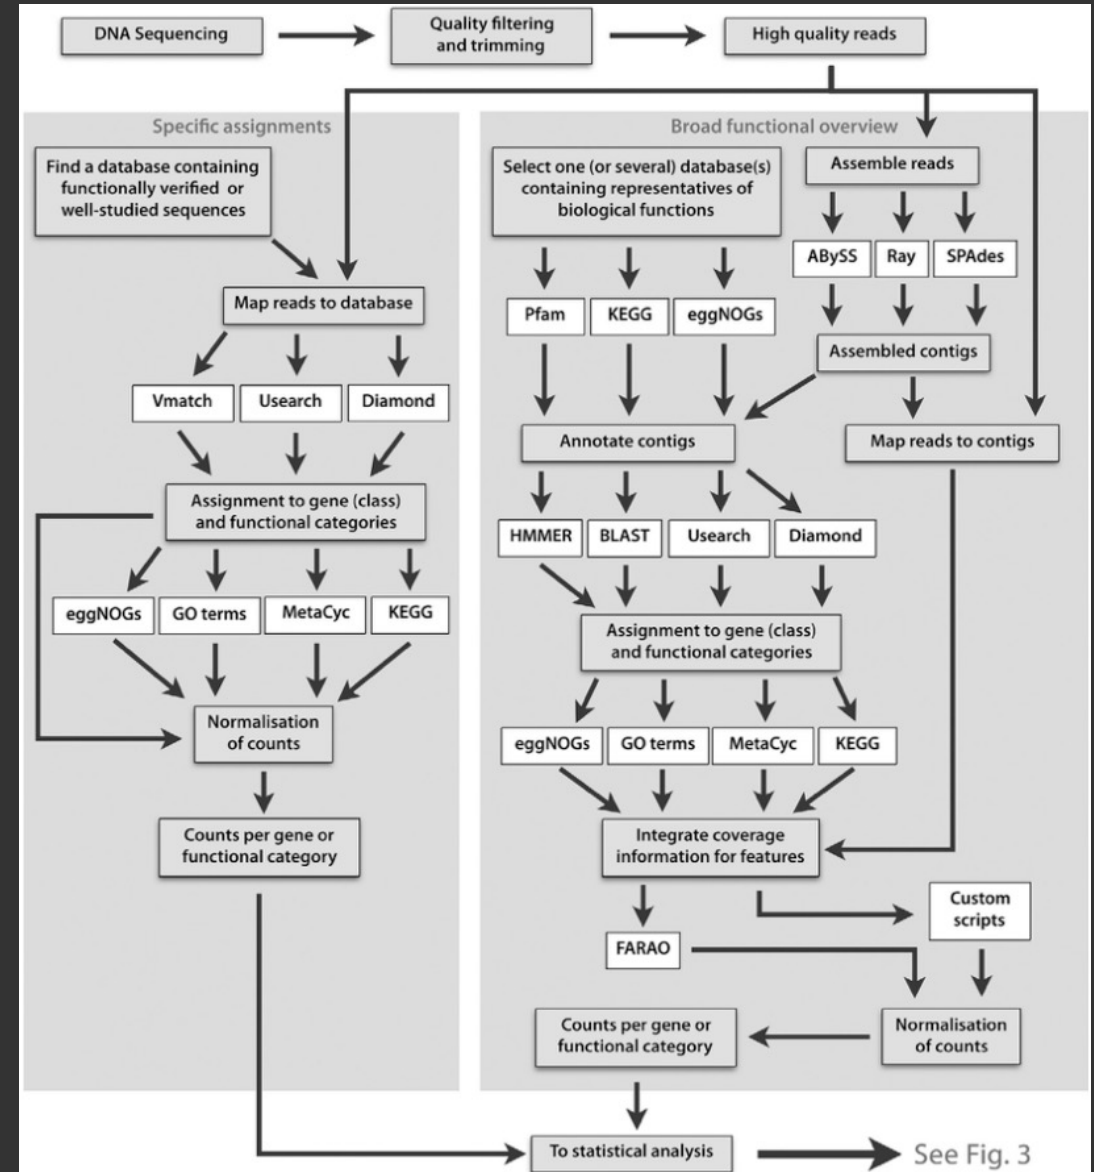 DNA Sequencing
Quality filtering
and trimming
High quality reads
Specific assignments
Find a database containing
functionally verified or
well-studied sequences
Map reads to database
Vmatch
Usearch
Diamond
Assignment to gene (class)
and functional categories
eggNOGs
GO terms
MetaCyc
KEGG
Normalisation
of counts
Counts per gene or
functional category
Broad functional overview
Select one (or several) database(s)
containing representatives of
biological functions
Assemble reads
ABySS
Ray
SPAdes
Pfam
KEGG
eggNOGs
Assembled contigs
Annotate contigs
Map reads to contigs
HMMER
BLAST
Usearch
Diamond
Assignment to gene (class)
and functional categories
eggNOGs
GO terms
MetaCyc
KEGG
Integrate coverage
information for features
Custom
scripts
FARAO
Counts per gene or
functional category
Normalisation
of counts
To statistical analysis
See Fig. 3